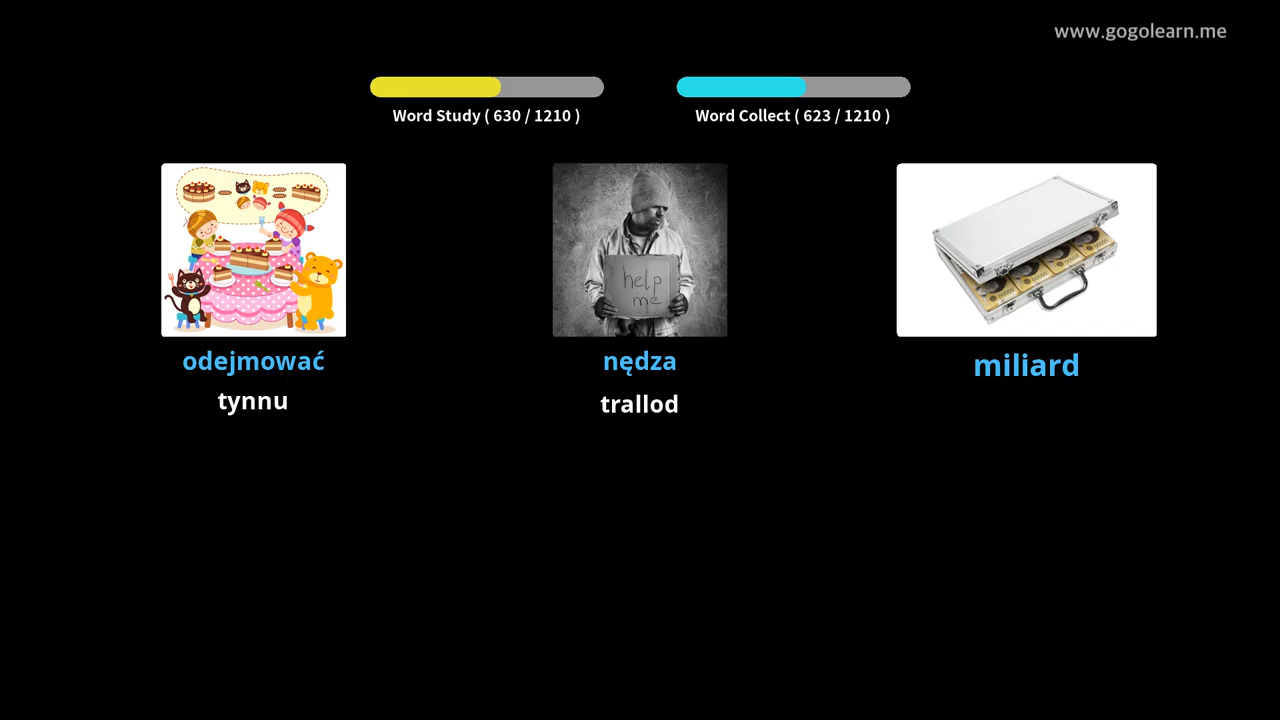 www.gogolearn.me
Word Study ( 630 / 1210 )
Word Collect ( 623 / 1210 )
help
me
odejmować
nędza
miliard
tynnu
trallod